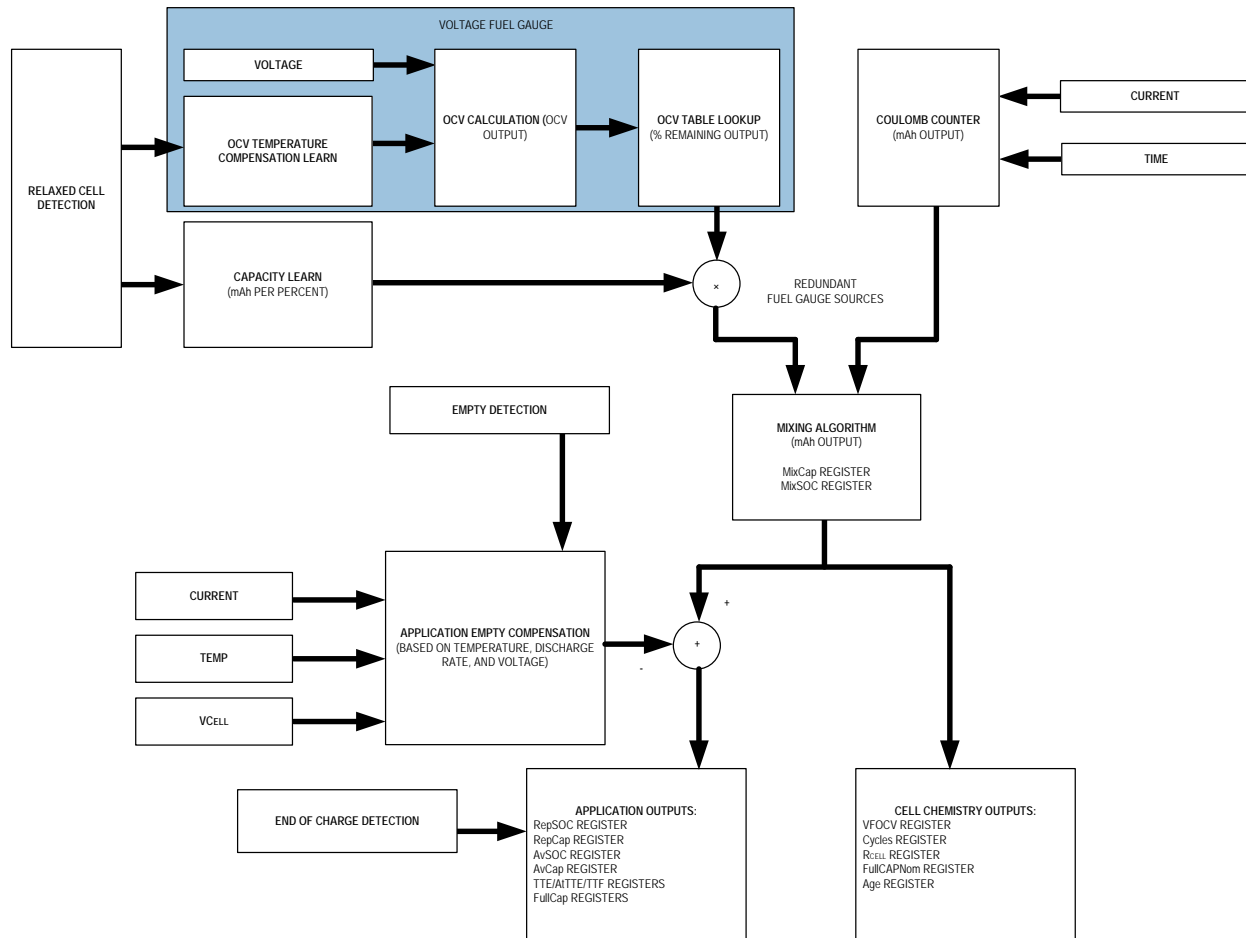 VOLTAGE FUEL GAUGE
VOLTAGE
OCV TEMPERATURE
COMPENSATION LEARN
OCV CALCULATION (OCV
OUTPUT)
OCV TABLE LOOKUP
(% REMAINING OUTPUT)
COULOMB COUNTER
(mAh OUTPUT)
CURRENT
TIME
RELAXED CELL
DETECTION
CAPACITY LEARN
(mAh PER PERCENT)
×
REDUNDANT
FUEL GAUGE SOURCES
EMPTY DETECTION
MIXING ALGORITHM
(mAh OUTPUT)
MixCap REGISTER
MixSOC REGISTER
CURRENT
TEMP
VCELL
APPLICATION EMPTY COMPENSATION
(BASED ON TEMPERATURE, DISCHARGE
RATE, AND VOLTAGE)
+
+
-
END OF CHARGE DETECTION
APPLICATION OUTPUTS:
RepSOC REGISTER
RepCap REGISTER
AvSOC REGISTER
AvCap REGISTER
TTE/AtTTE/TTF REGISTERS
FullCap REGISTERS
CELL CHEMISTRY OUTPUTS:
VFOCV REGISTER
Cycles REGISTER
RCELL REGISTER
FullCAPNom REGISTER
Age REGISTER